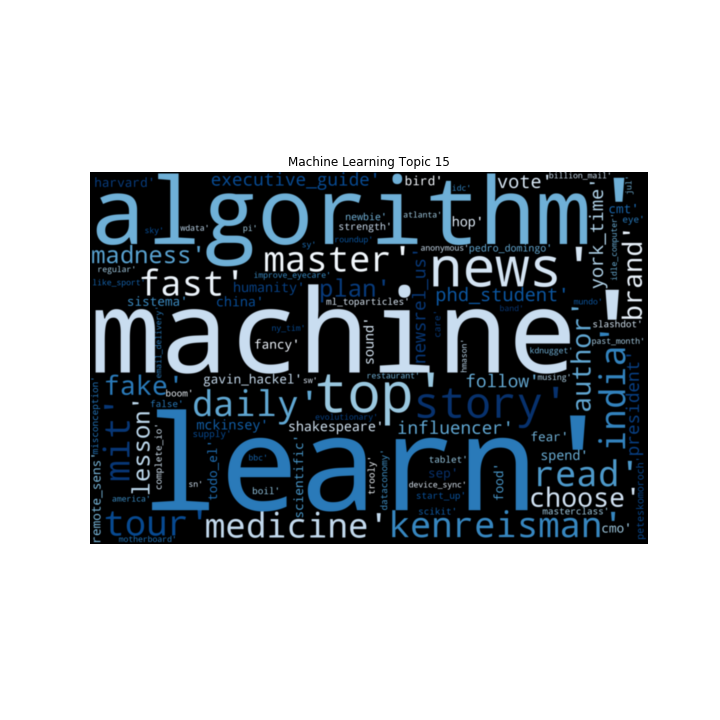 Machine Learning Topic 15
harvard'
executive_guide'
bird'
idc'
vote'
billion_mail'
jul'
algorithm'
newbie'
strength'
atlanta'
hop'
york_time'
cmt'
eye'
sky'
wdata'
pi'
roundup'
sy'
anonymous'
pedro_domingo'
idle_computer'
brand'
madness'
regular'
like_sport'
fast'
master'
improve_eyecare'
humanity'
plan'
newsrel_us'
news'
phd_student'
mundo'
sistema'
china'
ml_toparticles'
care'
band'
machine'
email_delivery'
ny_tim'
fancy'
sound'
hmason'
author'
slashdot'
past_month'
kdnugget'
india'
president'
misconception'
fake'
boom'
gavin_hackel'
sw'
restaurant'
top'
follow'
musing'
false'
daily'
evolutionary'
story'
mit'
lesson
complete_io'
mckinsey'
supply'
shakespeare'
influencer'
fear'
learn'
todo_el'
bbc'
scientific'
trooly'
dataconomy'
tablet'
sep'
device_sync'
start_up'
food'
spend'
read'
choose'
remote_sens'
america'
sn'
boil'
scikit'
masterclass'
tour'
motherboard'
medicine'
kenreisman'
cmo'
peteskomoroch'